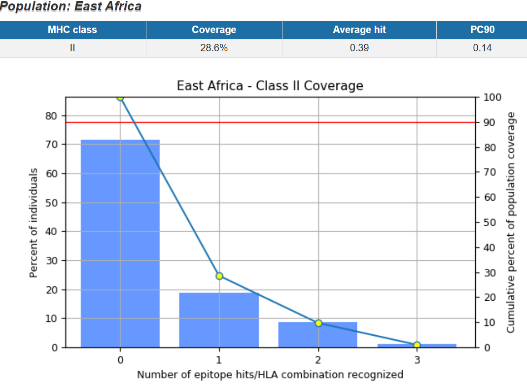 Population: East Africa
MHC class Coverage Average hit PC90
II 28.6% 0.39 0.14
East Africa - Class II Coverage
Percent of individuals
80
70
60
50
40
30
20
10
0
100
90
80
70
60
50
40
30
20
10
0
Cumulative percent of population coverage
0 1 2 3
Number of epitope hits/HLA combination recognized